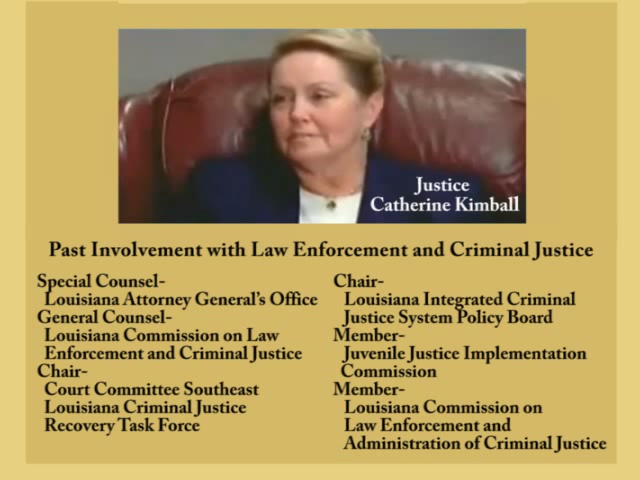 Justice
Catherine Kimball
Past Involvement with Law Enforcement and Criminal Justice
Special Counsel-
Louisiana Attorney General's Office
General Counsel-
Louisiana Commission on Law
Enforcement and Criminal Justice
Chair-
Court Committee Southeast
Louisiana Criminal Justice
Recovery Task Force
Chair-
Louisiana Integrated Criminal
Justice System Policy Board
Member-
Juvenile Justice Implementation
Commission
Member-
Louisiana Commission on
Law Enforcement and
Administration of Criminal Justice